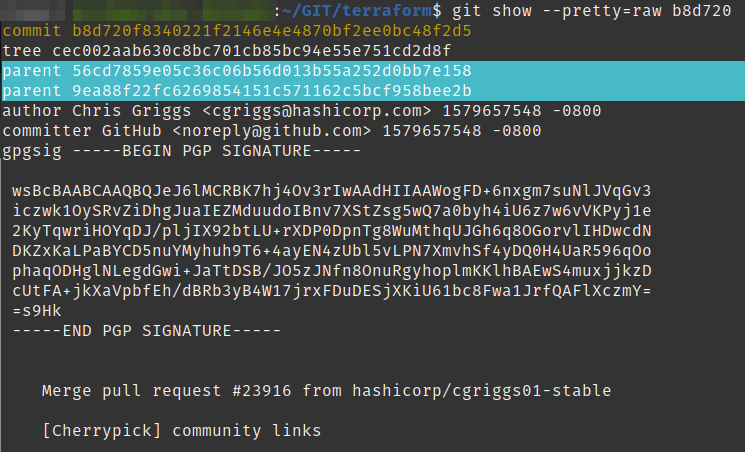 :~/GIT/terraform$ git show --pretty=raw b8d720
commit b8d720f8340221f2146e4e4870bf2ee0bc48f2d5
tree cec002aab630c8bc701cb85bc94e55e751cd2d8f
parent 56cd7859e05c36c06b56d013b55a252d0bb7e158
parent 9ea88f22fc6269854151c571162c5bcf958bee2b
author Chris Griggs <cgriggs@hashicorp.com> 1579657548 -0800
committer GitHub <noreply@github.com> 1579657548 -0800
gpgsig -----BEGIN PGP SIGNATURE-----
wsBcBAABCAAQBQJeJ6lMCRBK7hj4Ov3rIwAAdHIIAAWogFD+6nxgm7suNlJVqGv3
iczwk1OySRvZiDhgJuaIEZMduudoIBnv7XStZsg5wQ7a0byh4iU6z7w6vVKPyj1e
2KyTqwriHOYqDJ/pljIX92btLU+rXDP0DpnTg8WuMthqUJGh6q8OGorvlIHDwcdN
DKZxKaLPaBYCD5nuYMyhuh9T6+4ayEN4zUbl5vLPN7XmvhSf4yDQ0H4UaR596qOo
phaqODHglNLegdGwi+JaTtDSB/JO5zJNfn8OnuRgyhoplmKKlhBAEwS4muxjjkzD
cUtFA+jkXaVpbfEh/dBRb3yB4W17jrxFDuDESjXKiU61bc8Fwa1JrfQAFlXczmY=
=s9Hk
-----END PGP SIGNATURE-----
Merge pull request #23916 from hashicorp/cgriggs01-stable
[Cherrypick] community links